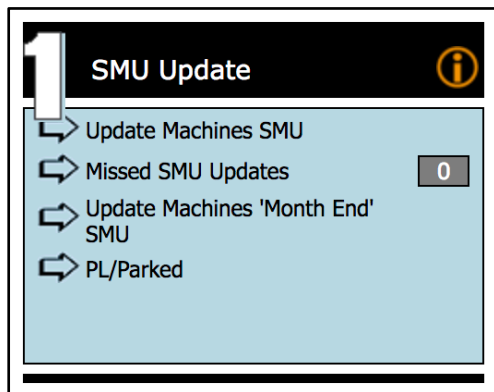 1
SMU Update
Update Machines SMU
Missed SMU Updates 0
Update Machines 'Month End'
SMU
PL/Parked